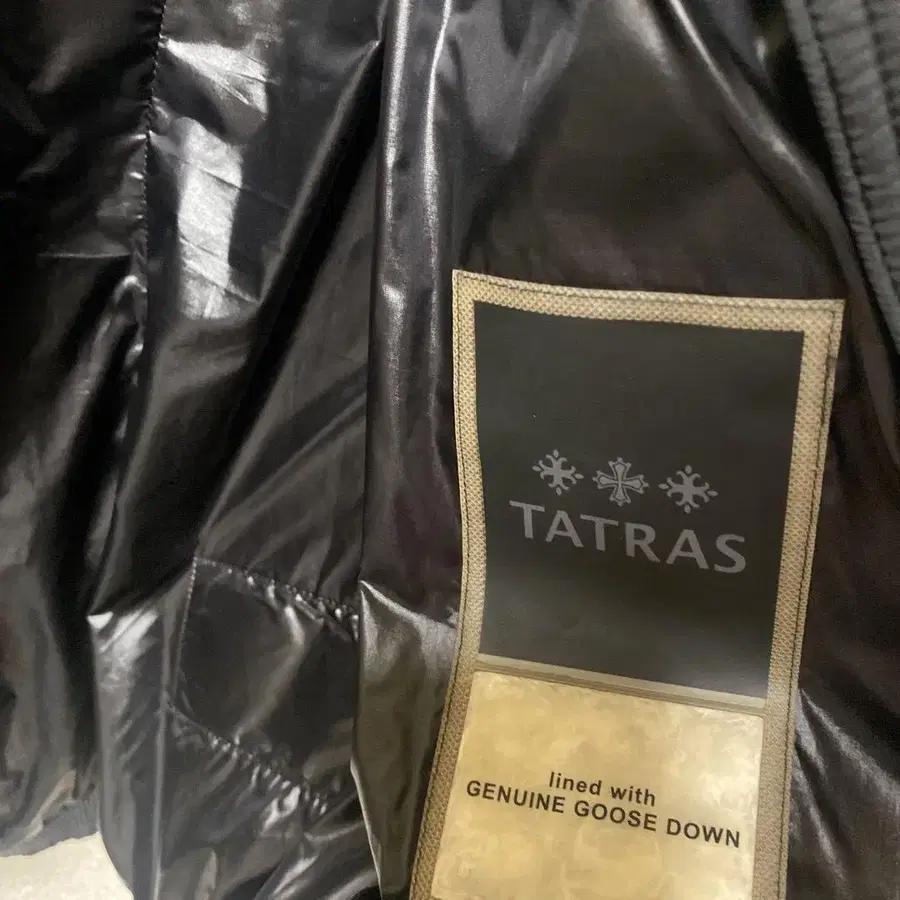 TATRAS
lined with
GENUINE GOOSE DOWN